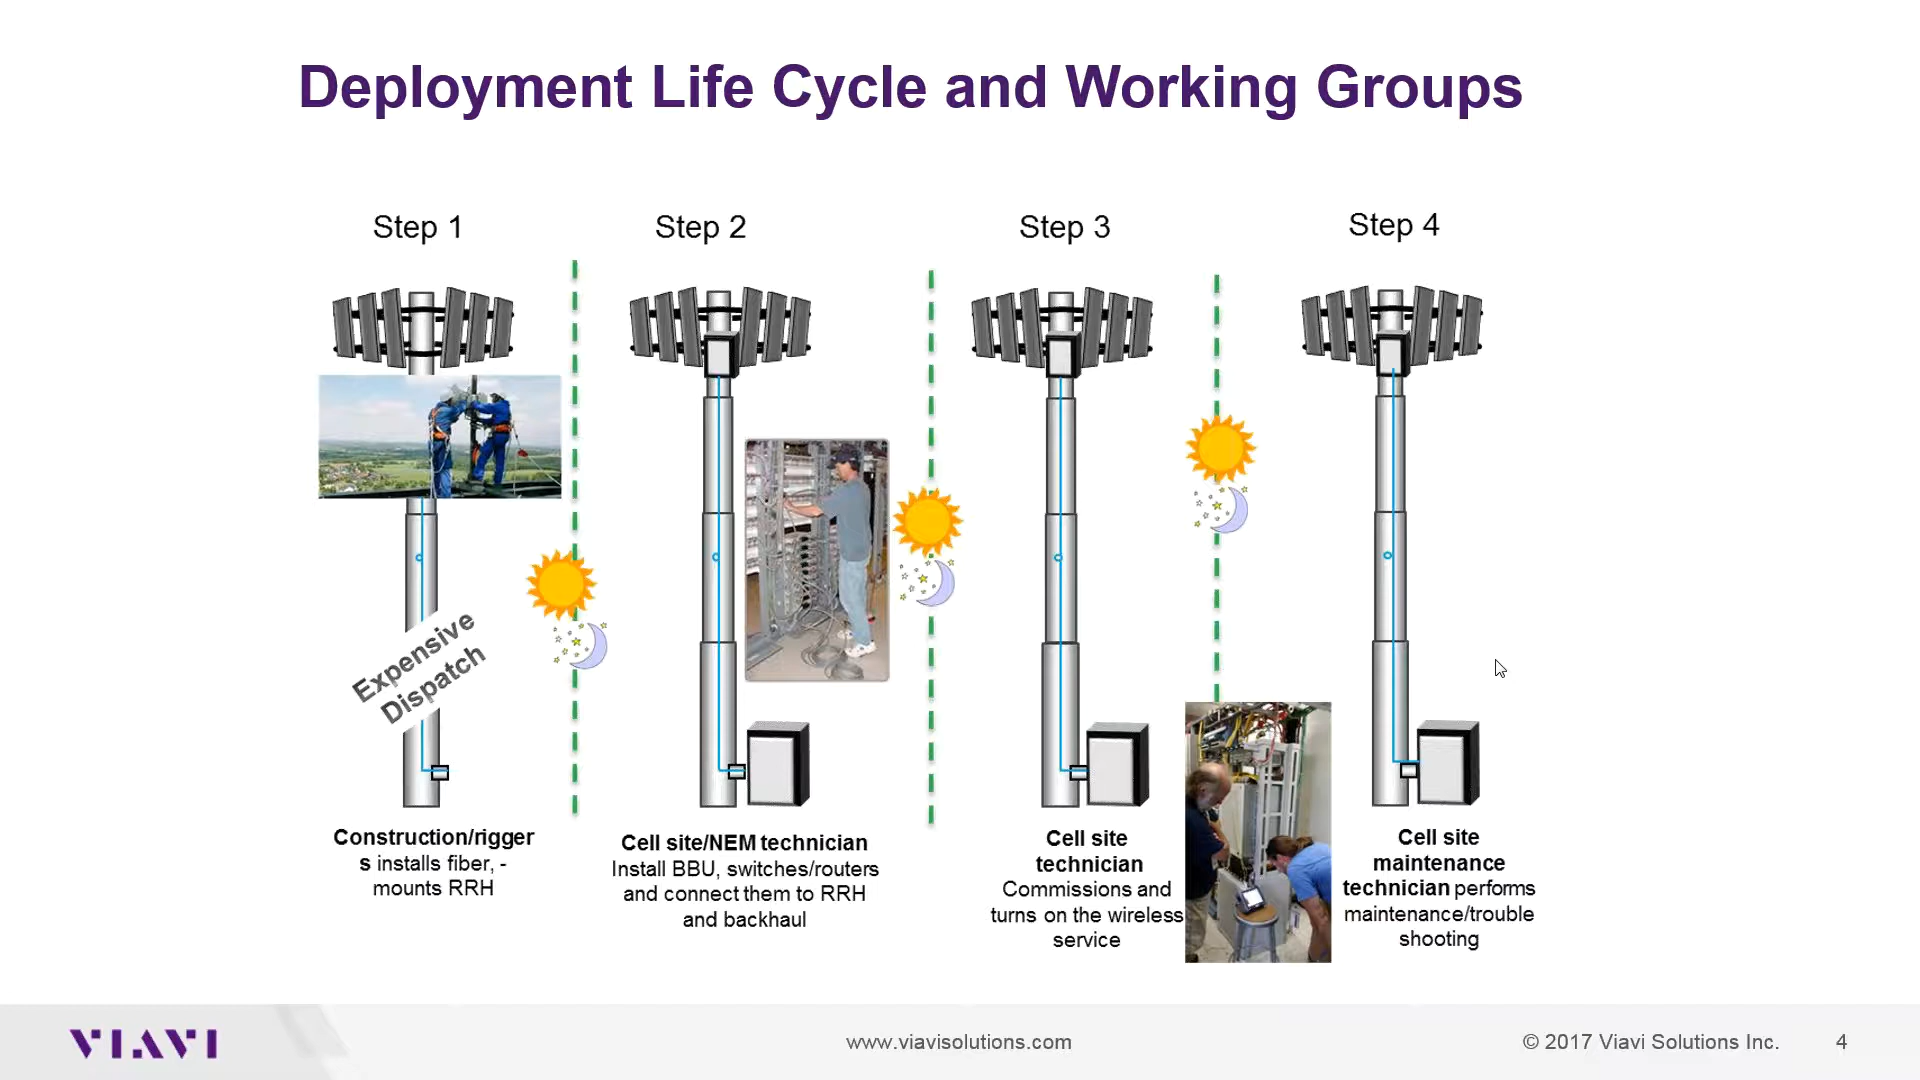 Deployment Life Cycle and Working Groups
Step 1
Step 2
Step 3
Step 4
Expensive
Dispatch
Construction/rigger
s installs fiber, -
mounts RRH
Cell site/NEM technician
Install BBU, switches/routers
and connect them to RRH
and backhaul
Cell site
technician
Commissions and
turns on the wireless
service
Cell site
maintenance
technician performs
maintenance/trouble
shooting
VIAVI
www.viavisolutions.com
© 2017 Viavi Solutions Inc.
4